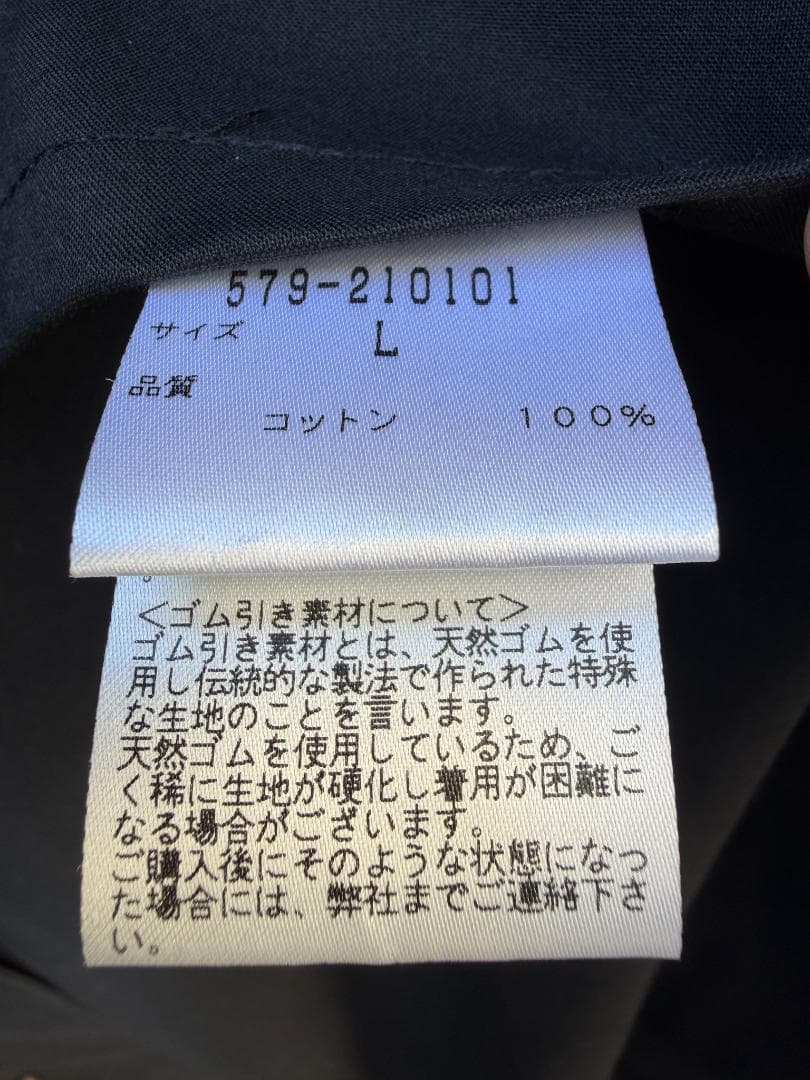 579-210101
サイズ L
品質
コットン 100%
。
<ゴム引き素材について>
ゴム引き素材とは、天然ゴムを使
用し伝統的な製法で作られた特殊
な生地のことを言います。
天然ゴムを使用しているため、ご
く稀に生地が硬化し着用が困難に
なる場合がございます。
ご購入後にそのような状態になっ
た場合には、弊社までご連絡下さ
い。